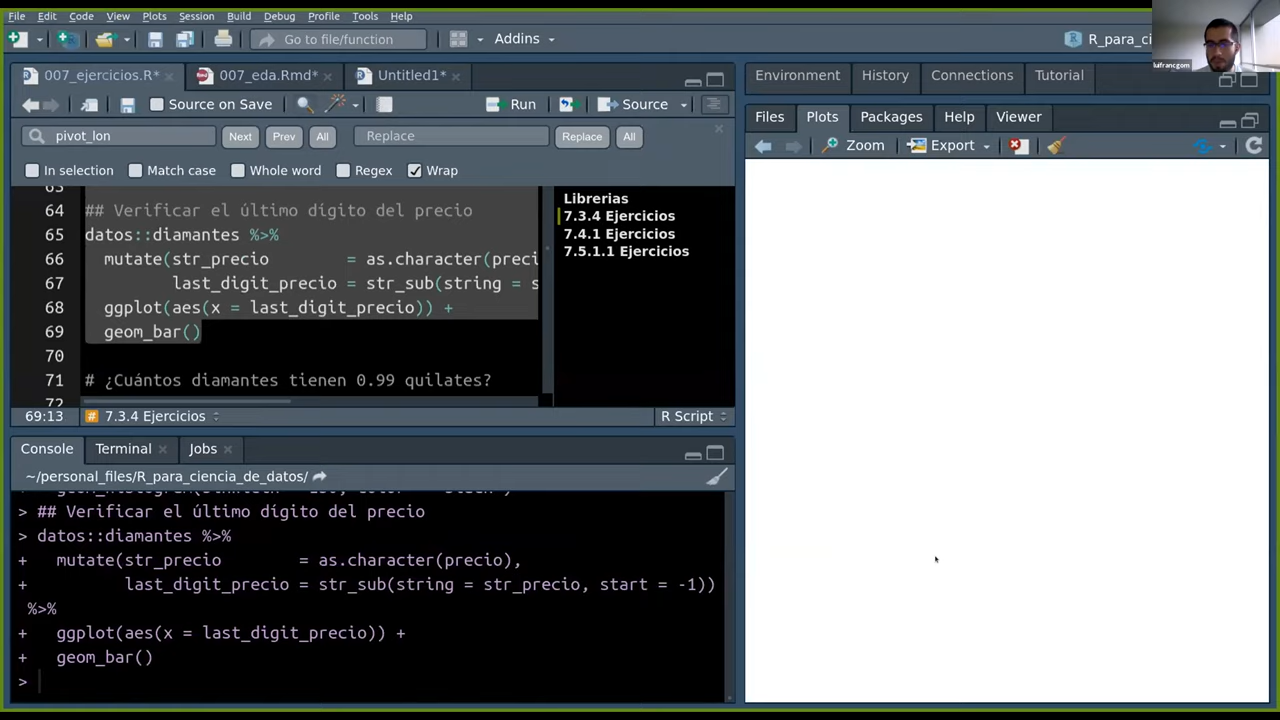 File Edit Code View Plots Session Build Debug Profile Tools Help
Go to file/function
Addins
R_para_ci
luifrancgom
007_ejercicios.R*
007_eda.Rmd*
Untitled1*
Source on Save
Run
Source
pivot_lon
Next Prev All
Replace
Replace All
In selection Match case Whole word Regex Wrap
63
64 ## Verificar el último digito del precio
65 datos::diamantes %>%
66 mutate(str_precio = as.character(preci
67 last_digit_precio = str_sub(string = s
68 ggplot(aes(x = last_digit_precio)) +
69 geom_bar()
70
71 # ¿Cuántos diamantes tienen 0.99 quilates?
72
Librerias
7.3.4 Ejercicios
7.4.1 Ejercicios
7.5.1.1 Ejercicios
69:13 # 7.3.4 Ejercicios R Script
Console Terminal Jobs
~/personal_files/R_para_ciencia_de_datos/
> ## Verificar el último dígito del precio
> datos::diamantes %>%
+ mutate(str_precio = as.character(precio),
+ last_digit_precio = str_sub(string = str_precio, start = -1))
%>%
+ ggplot(aes(x = last_digit_precio)) +
+ geom_bar()
>
Environment History Connections Tutorial
Files Plots Packages Help Viewer
Zoom Export